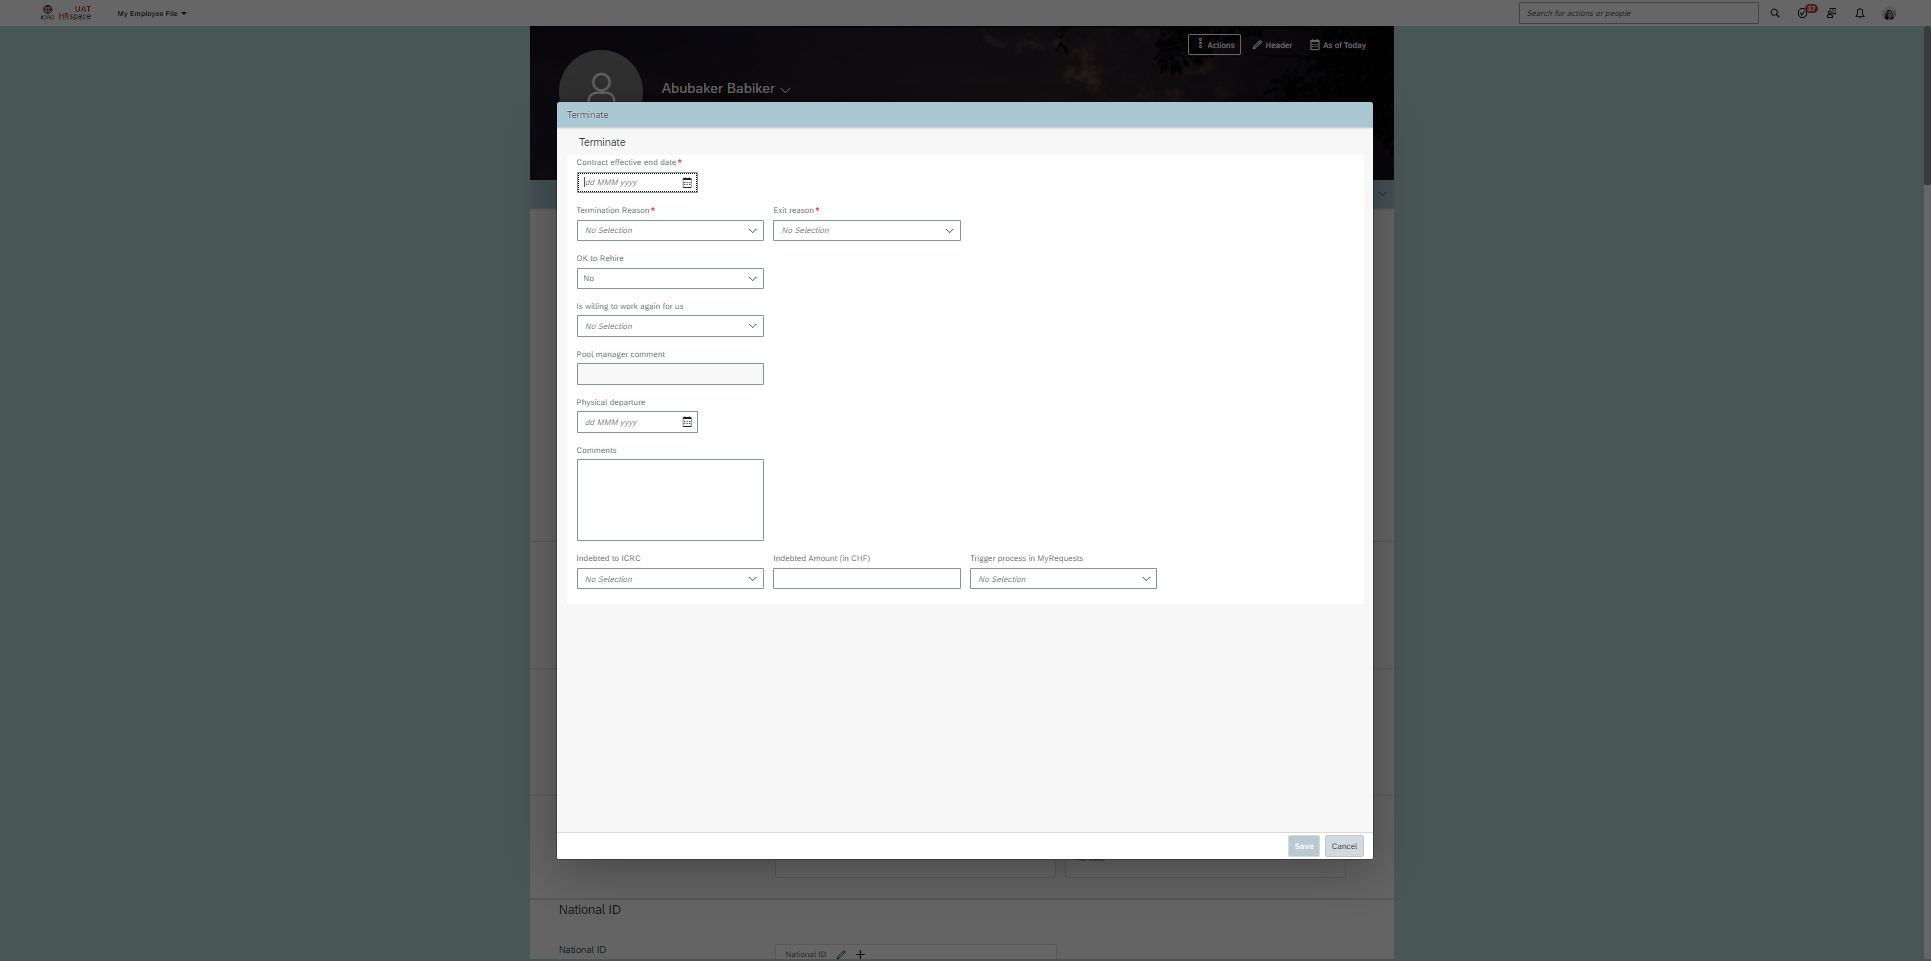 ICRC
UAT
HRspace
My Employee File
Search for actions or people
37
Actions
Header
As of Today
Abubaker Babiker
Terminate
Terminate
Contract effective end date*
dd MMM yyyy
Termination Reason* Exit reason*
No Selection No Selection
OK to Rehire
No
Is willing to work again for us
No Selection
Pool manager comment
Physical departure
dd MMM yyyy
Comments
Indebted to ICRC Indebted Amount (in CHF) Trigger process in MyRequests
No Selection No Selection
Save Cancel
National ID
National ID
National ID